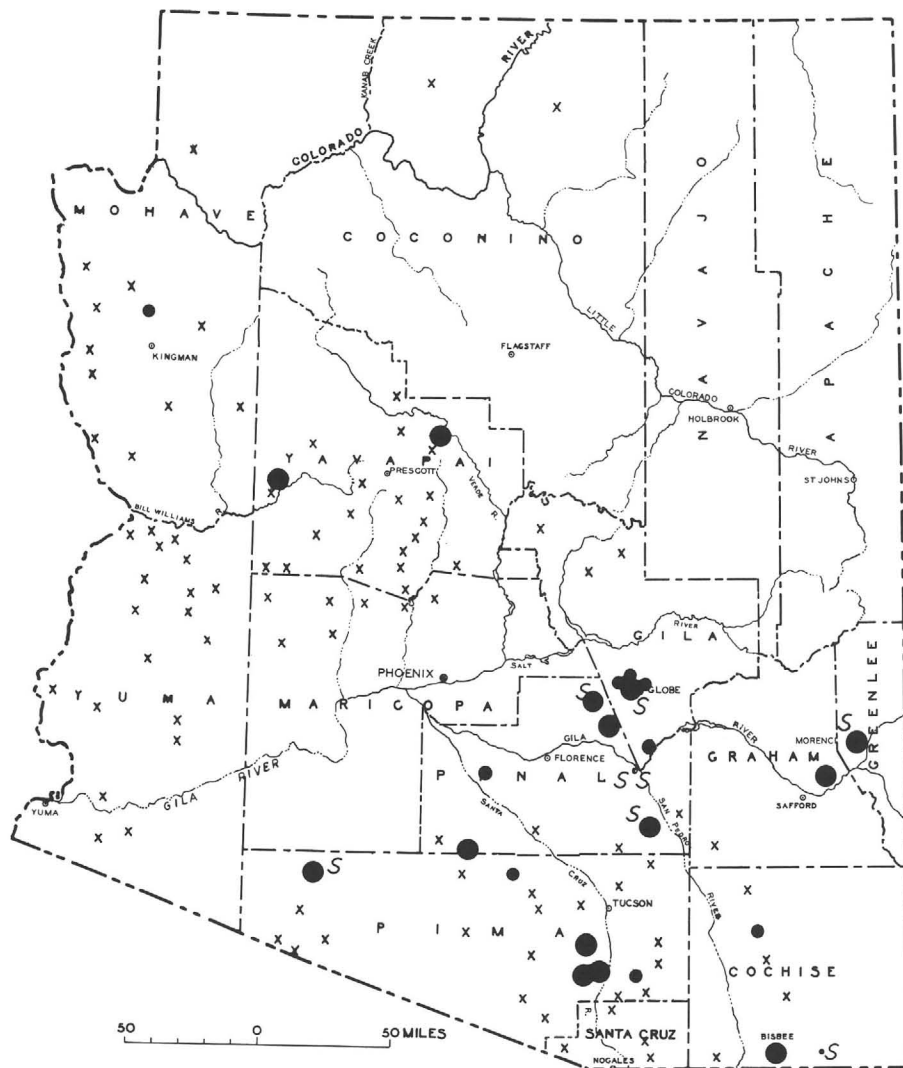 KANAB CREEK
RIVER
COLORADO
MOHAVE
COCONINO
NAVAJO
APACHE
LITTLE
KINGMAN
FLAGSTAFF
COLORADO
HOLBROOK
RIVER
YAVAPAI
PRESCOTT
VERDE
R.
ST JOHNS
BILL WILLIAMS
R.
GILA
RIVER
SALT
PHOENIX
GLOBE
S
S
GREENLEE
YUMA
MARICOPA
S
MORENCI
GILA
RIVER
FLORENCE
GRAHAM
PINAL
S S
SAFFORD
GILA RIVER
YUMA
SANTA
S
SAN PEDRO
S
CRUZ
TUCSON
RIVER
PIMA
COCHISE
50 0 50 MILES
R.
SANTA CRUZ
BISBEE
S
NOGALES